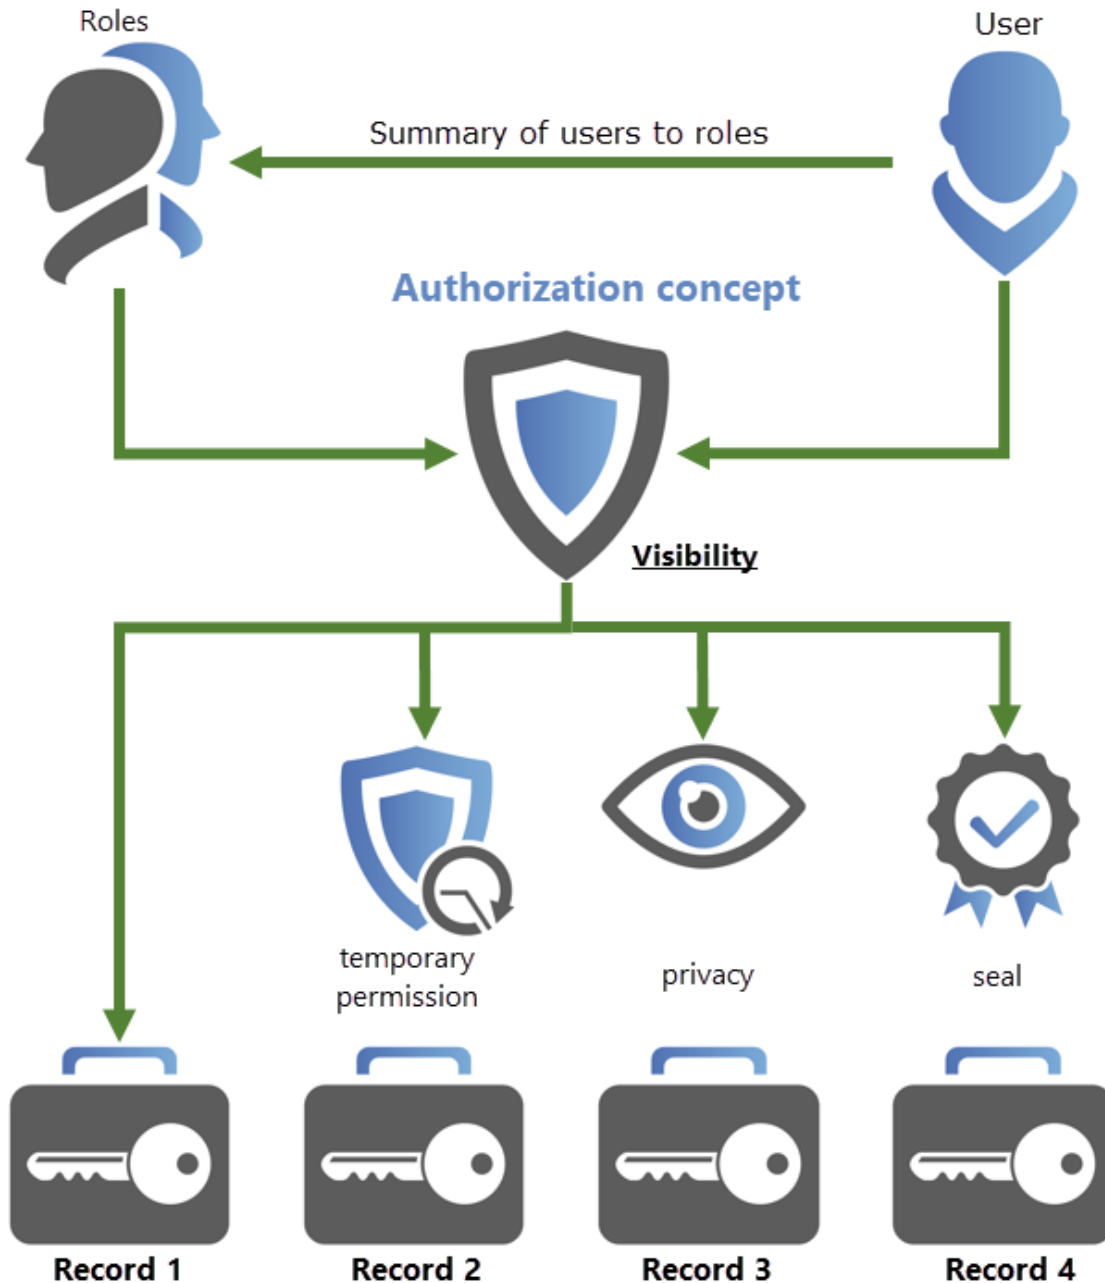 Roles
User
Summary of users to roles
Authorization concept
Visibility
temporary
permission
privacy
seal
Record 1
Record 2
Record 3
Record 4